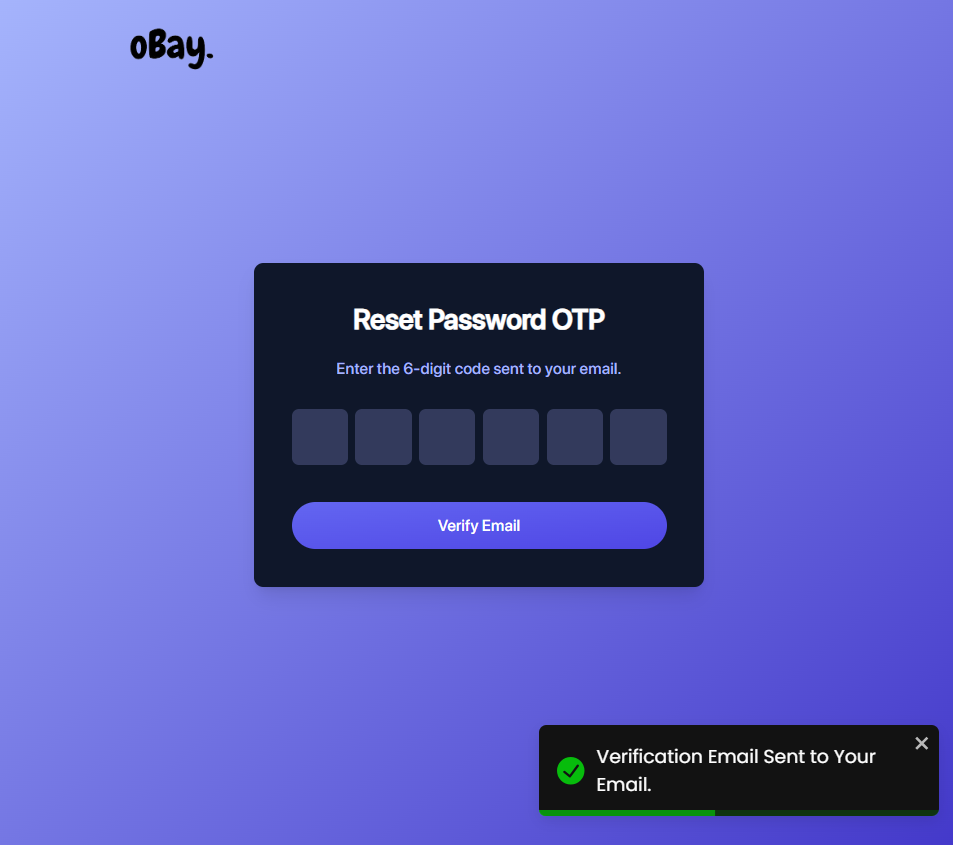 oBay.
Reset Password OTP
Enter the 6-digit code sent to your email.
Verify Email
Verification Email Sent to Your
Email.